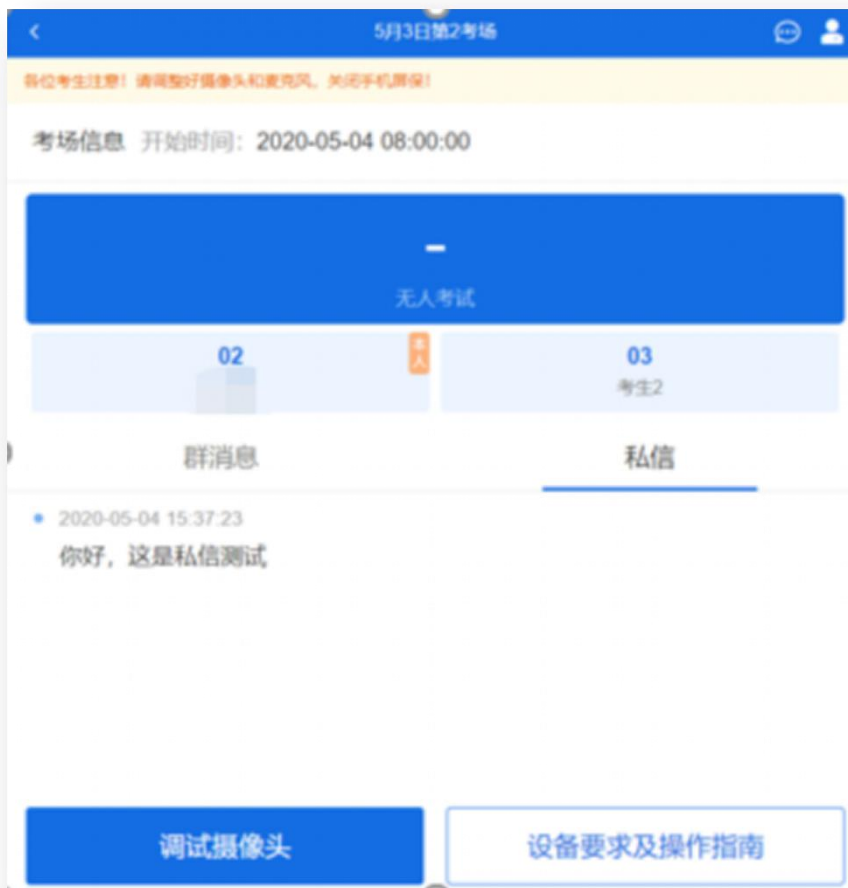 5月3日第2考场
各位考生注意！请调整好摄像头和麦克风，关闭手机屏保！
考场信息 开始时间：2020-05-04 08:00:00
–
无人考试
02
本人
03
考生2
群消息
私信
2020-05-04 15:37:23
你好，这是私信测试
调试摄像头
设备要求及操作指南